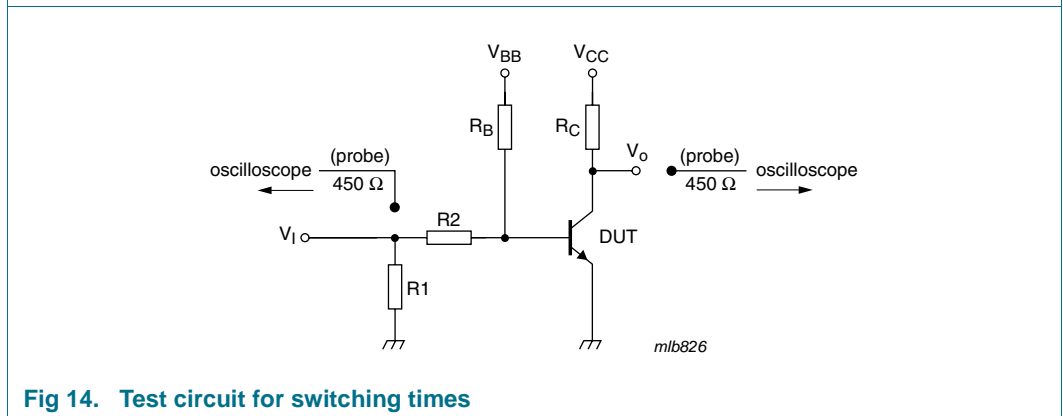 VBB
VCC
RB
RC
Vo
(probe)
oscilloscope
450 Ω
(probe)
oscilloscope
450 Ω
R2
VI
DUT
R1
mlb826
Fig 14. Test circuit for switching times